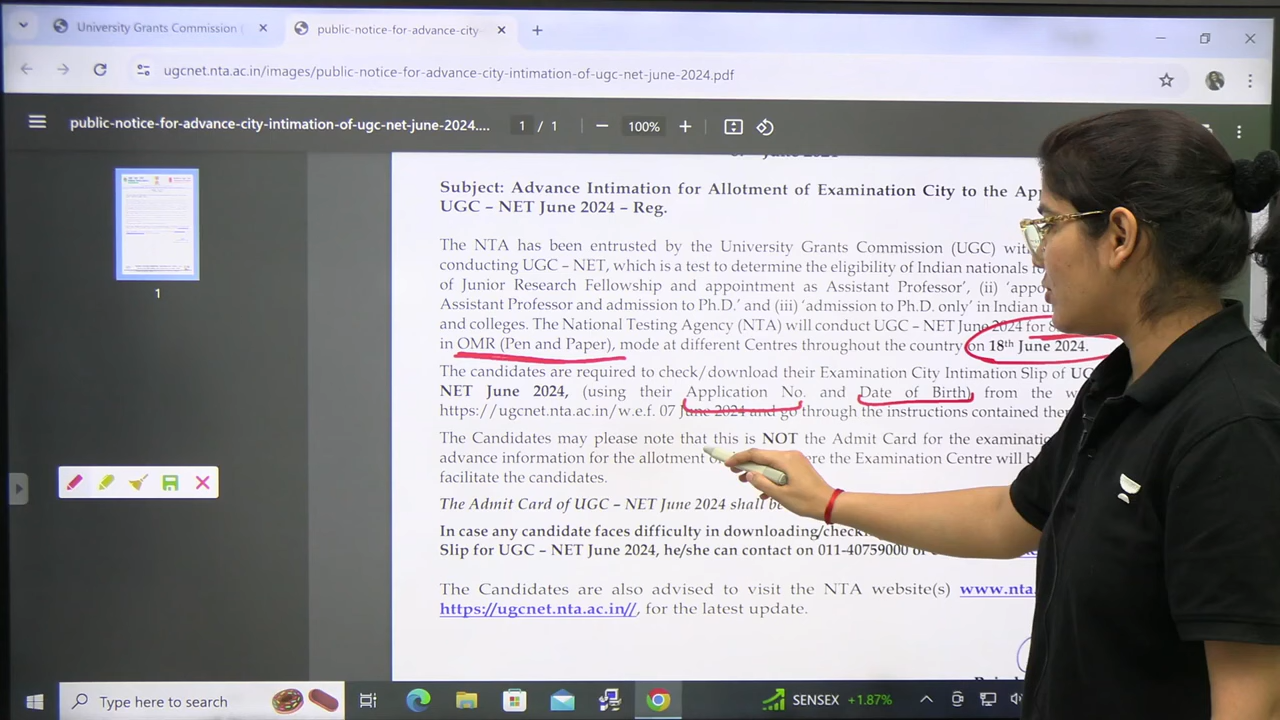 University Grants Commission (
public-notice-for-advance-city
ugcnet.nta.ac.in/images/public-notice-for-advance-city-intimation-of-ugc-net-june-2024.pdf
public-notice-for-advance-city-intimation-of-ugc-net-june-2024....
1 / 1
100%
1
Subject: Advance Intimation for Allotment of Examination City to the
UGC – NET June 2024 – Reg.
The NTA has been entrusted by the University Grants Commission (UGC)
conducting UGC – NET, which is a test to determine the eligibility of Indian nationals
of Junior Research Fellowship and appointment as Assistant Professor', (ii)
Assistant Professor and admission to Ph.D.' and (iii) 'admission to Ph.D. only' in Indian
and colleges. The National Testing Agency (NTA) will conduct UGC – NET June 2024 for
in OMR (Pen and Paper), mode at different Centres throughout the country on 18th June 2024.
The candidates are required to check/download their Examination City Intimation Slip of
NET June 2024, (using their Application No. and Date of Birth) from the
https://ugcnet.nta.ac.in/w.e.f. 07 June 2024 and go through the instructions contained
The Candidates may please note that this is NOT the Admit Card for the
advance information for the allotment the Examination Centre will
facilitate the candidates.
The Admit Card of UGC – NET June 2024 shall
In case any candidate faces difficulty in
Slip for UGC – NET June 2024, he/she can contact on 011-40759000 or
The Candidates are also advised to visit the NTA website(s)
https://ugcnet.nta.ac.in//, for the latest update.
Type here to search
SENSEX +1.87%